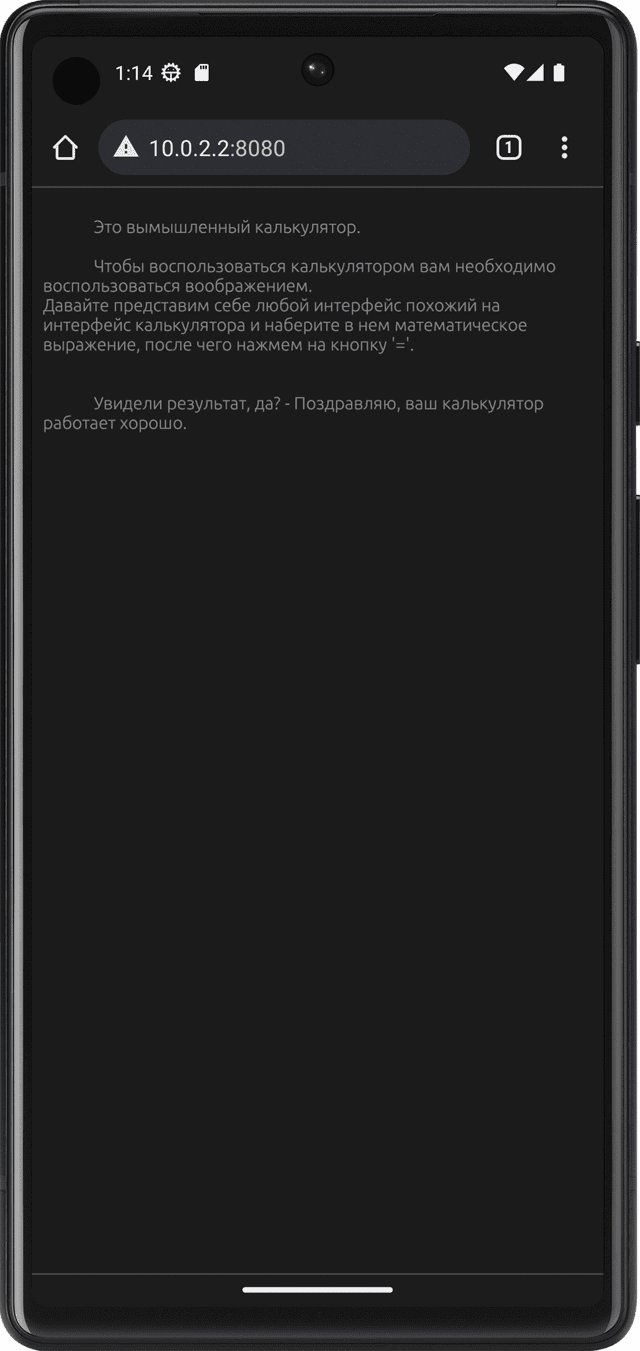 1:14
10.0.2.2:8080
1
Это вымышленный калькулятор.
Чтобы воспользоваться калькулятором вам необходимо
воспользоваться воображением.
Давайте представим себе любой интерфейс похожий на
интерфейс калькулятора и наберите в нем математическое
выражение, после чего нажмем на кнопку '='.
Увидели результат, да? - Поздравляю, ваш калькулятор
работает хорошо.